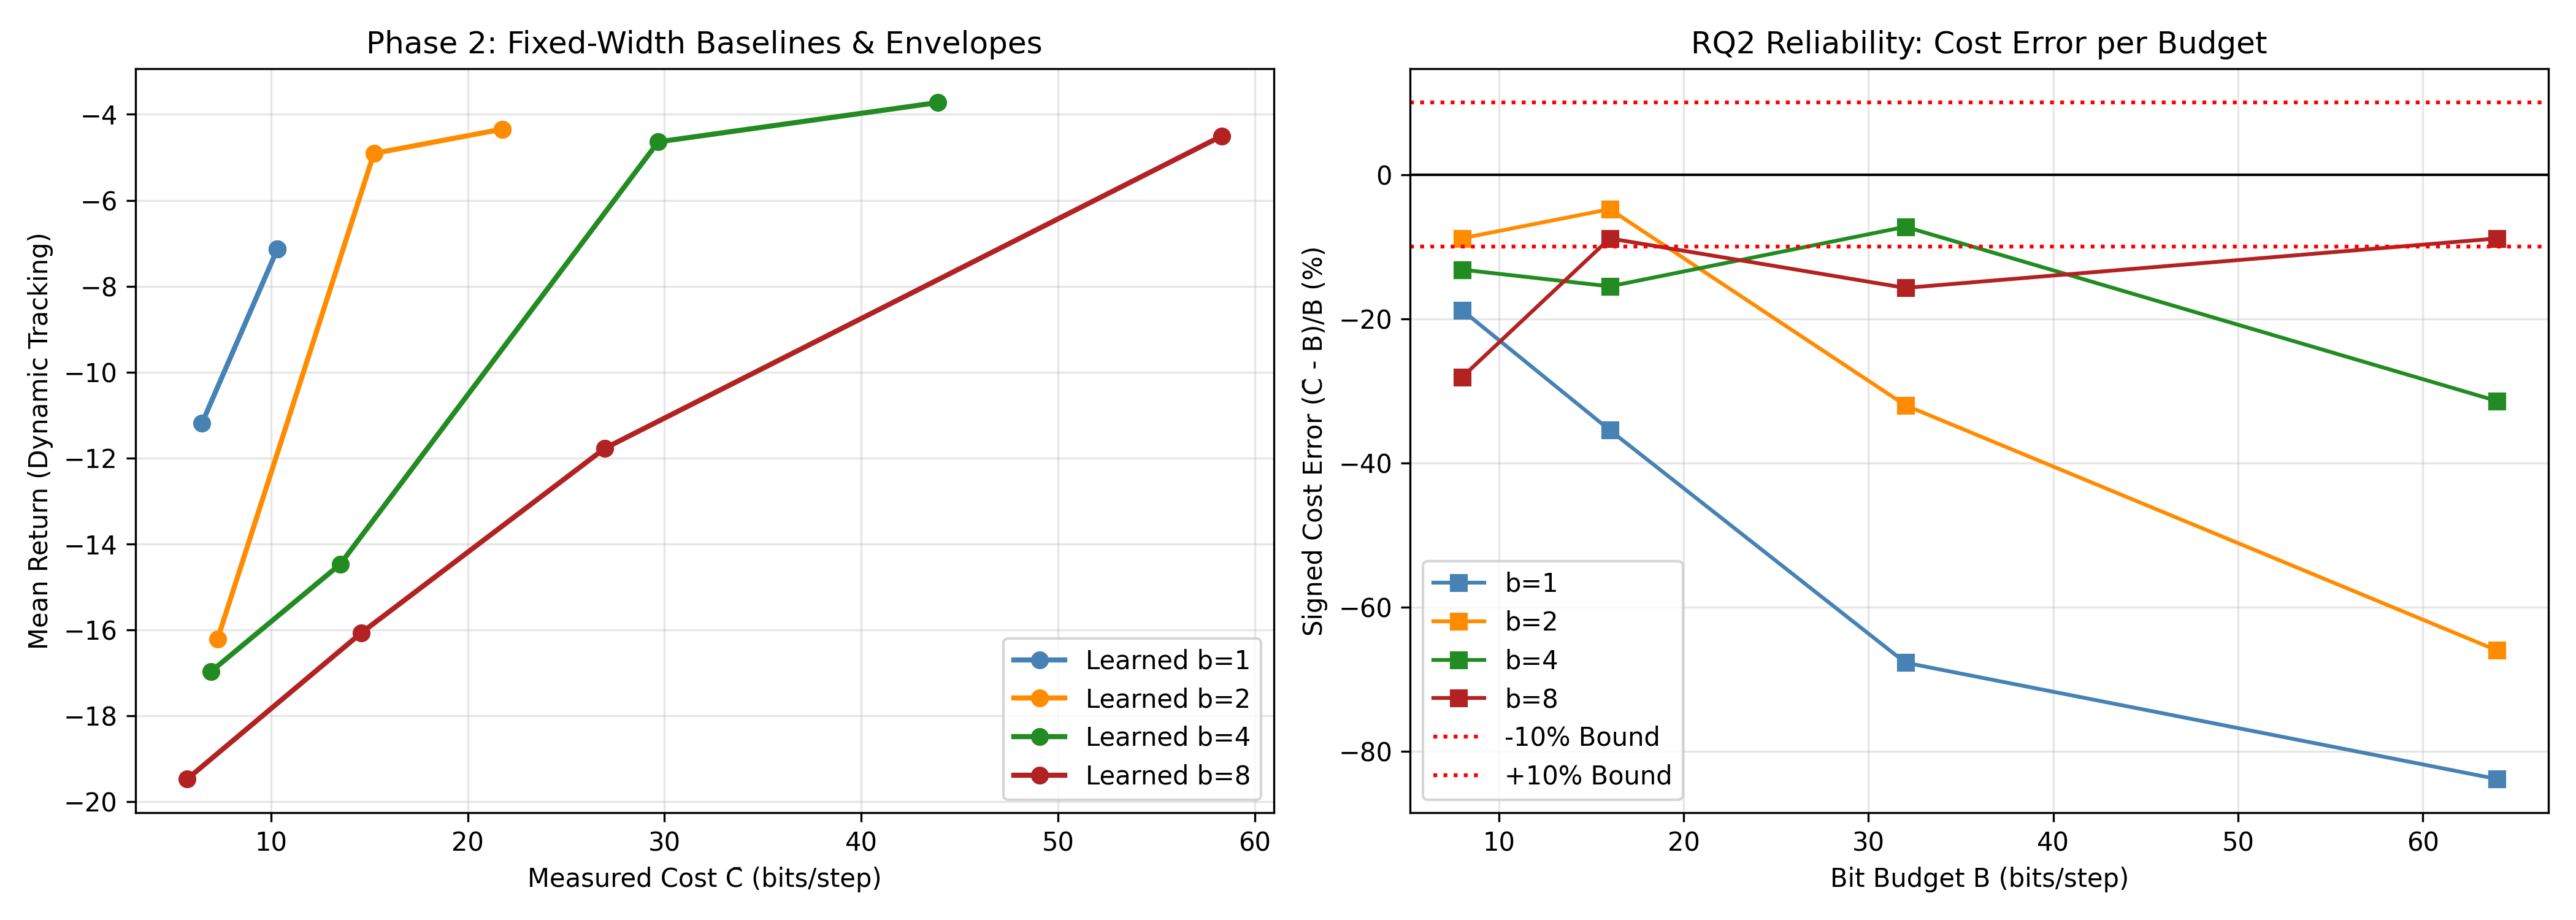 Phase 2: Fixed-Width Baselines & Envelopes
Mean Return (Dynamic Tracking)
−4
−6
−8
−10
−12
−14
−16
−18
−20
10
20
30
40
50
60
Measured Cost C (bits/step)
Learned b=1
Learned b=2
Learned b=4
Learned b=8
RQ2 Reliability: Cost Error per Budget
Signed Cost Error (C - B)/B (%)
0
−20
−40
−60
−80
10
20
30
40
50
60
Bit Budget B (bits/step)
b=1
b=2
b=4
b=8
-10% Bound
+10% Bound